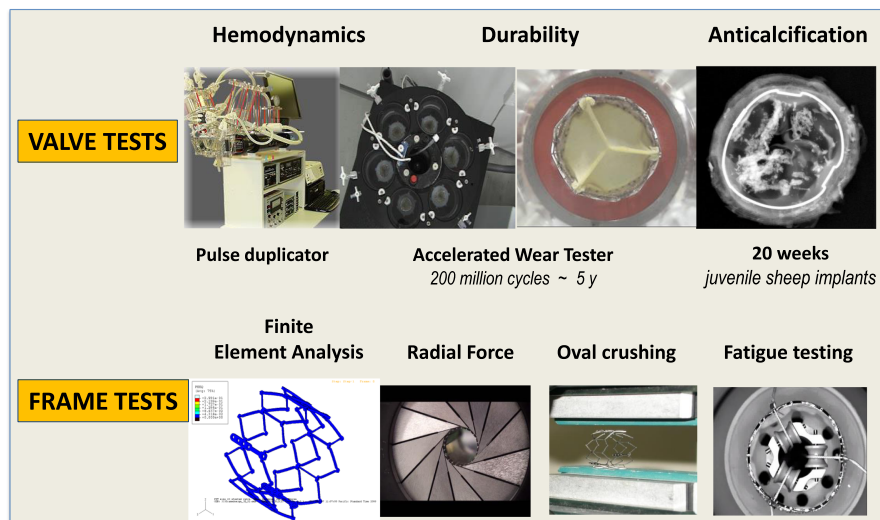 Hemodynamics
Durability
Anticalcification
VALVE TESTS
Pulse duplicator
Accelerated Wear Tester
200 million cycles ~ 5 y
20 weeks
juvenile sheep implants
Finite
Element Analysis
Radial Force
Oval crushing
Fatigue testing
FRAME TESTS